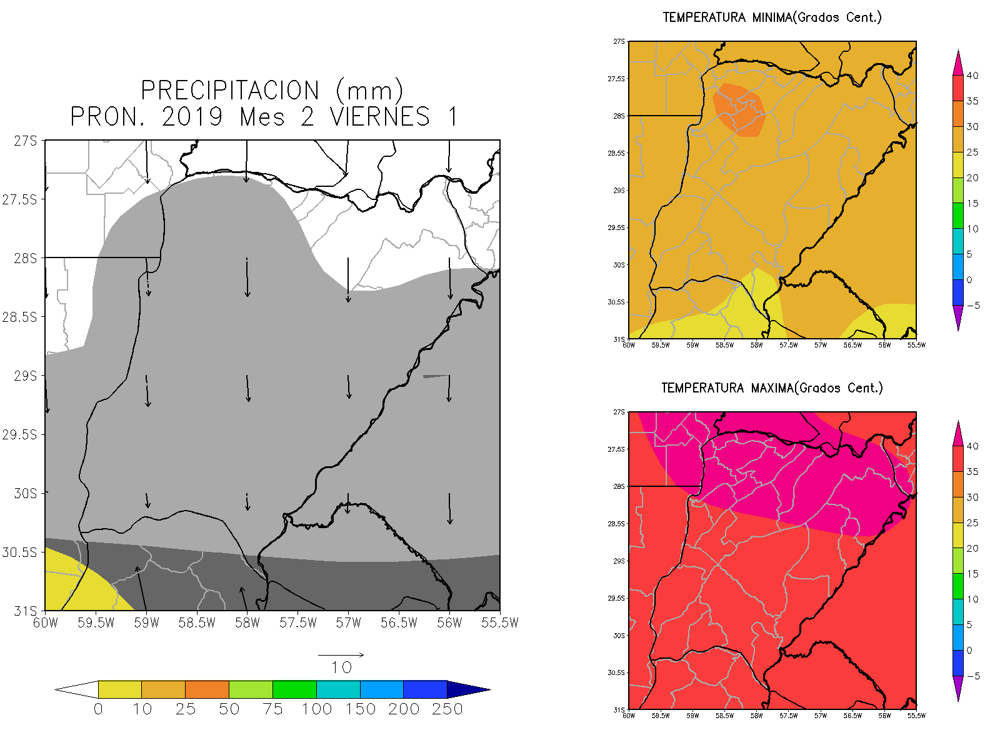 PRECIPITACION (mm)
PRON. 2019 Mes 2 VIERNES 1
27S
27.5S
28S
28.5S
29S
29.5S
30S
30.5S
31S
60W 59.5W 59W 58.5W 58W 57.5W 57W 56.5W 56W 55.5W
10
0 10 25 50 75 100 150 200 250
TEMPERATURA MINIMA(Grados Cent.)
27S
27.5S
28S
28.5S
29S
29.5S
30S
30.5S
31S
60W 59.5W 59W 58.5W 58W 57.5W 57W 56.5W 56W 55.5W
40
35
30
25
20
15
10
5
0
-5
TEMPERATURA MAXIMA(Grados Cent.)
27S
27.5S
28S
28.5S
29S
29.5S
30S
30.5S
31S
60W 59.5W 59W 58.5W 58W 57.5W 57W 56.5W 56W 55.5W
40
35
30
25
20
15
10
5
0
-5